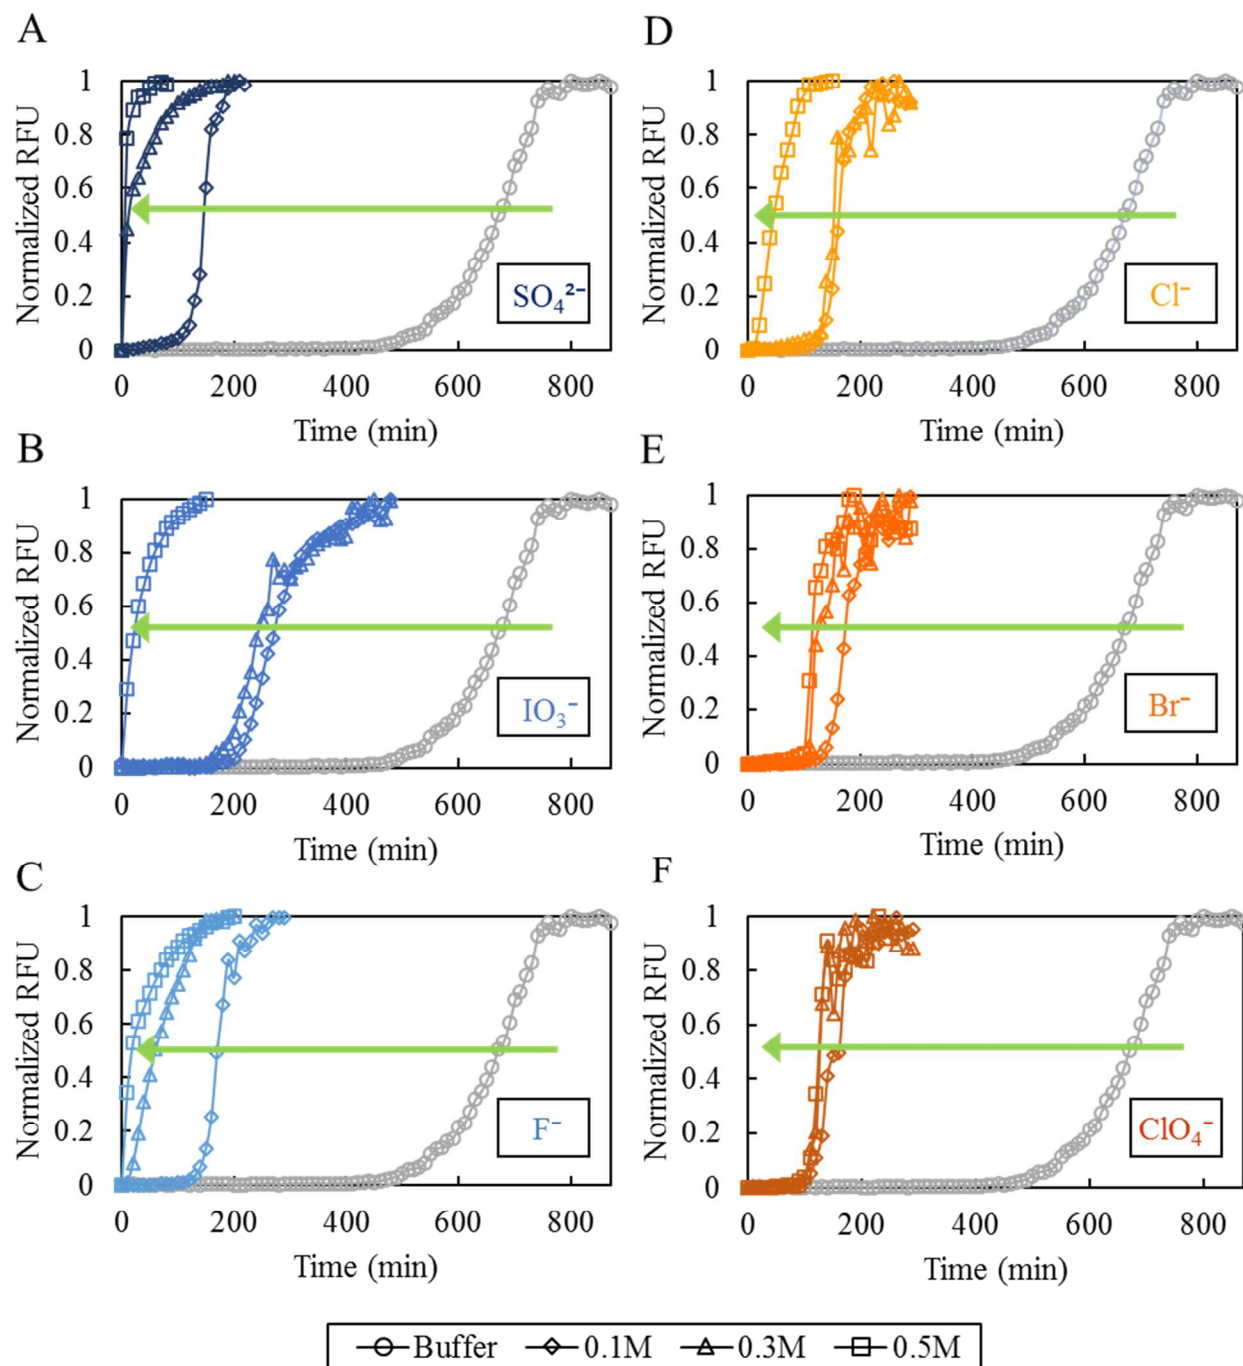 A
Normalized RFU
1
0.8
0.6
0.4
0.2
0
SO₄²⁻
0 200 400 600 800
Time (min)
D
Normalized RFU
1
0.8
0.6
0.4
0.2
0
Cl⁻
0 200 400 600 800
Time (min)
B
Normalized RFU
1
0.8
0.6
0.4
0.2
0
IO₃⁻
0 200 400 600 800
Time (min)
E
Normalized RFU
1
0.8
0.6
0.4
0.2
0
Br⁻
0 200 400 600 800
Time (min)
C
Normalized RFU
1
0.8
0.6
0.4
0.2
0
F⁻
0 200 400 600 800
Time (min)
F
Normalized RFU
1
0.8
0.6
0.4
0.2
0
ClO₄⁻
0 200 400 600 800
Time (min)
Buffer 0.1M 0.3M 0.5M